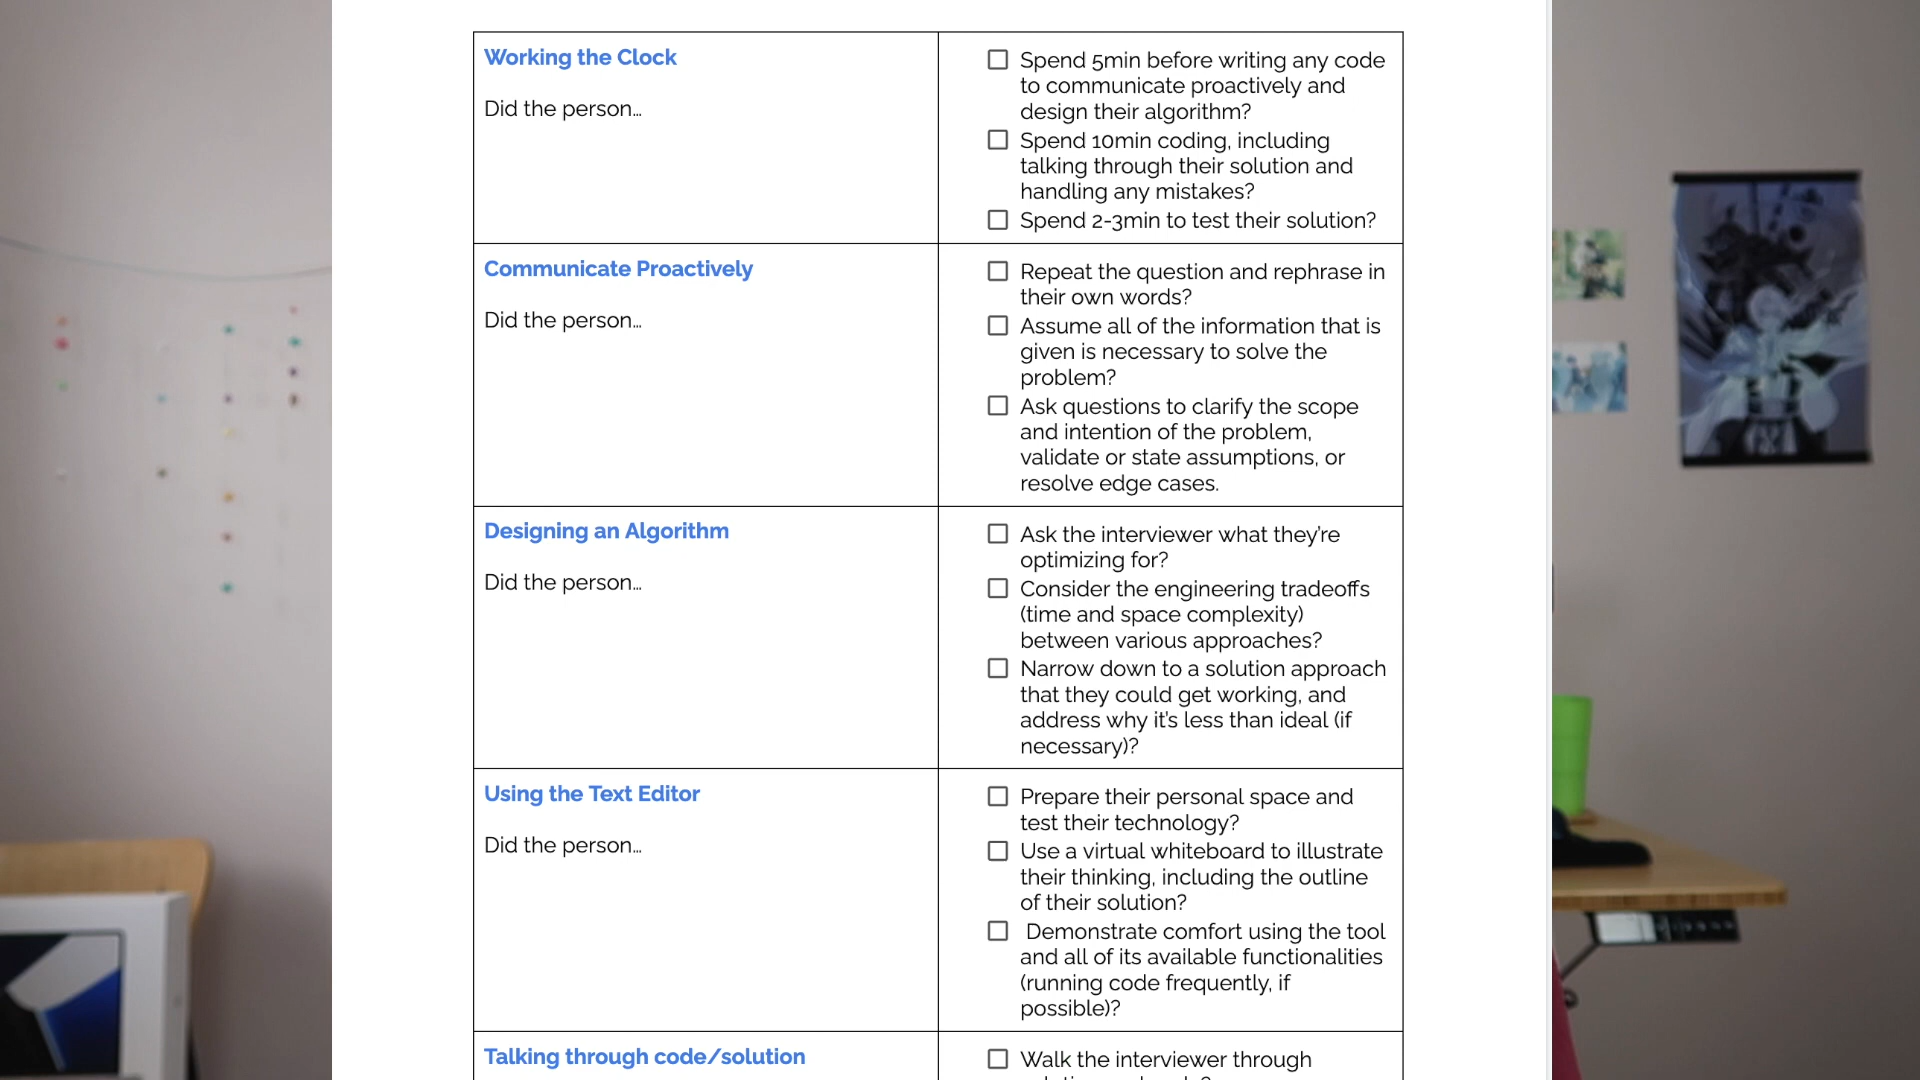 Working the Clock
Did the person...
Spend 5min before writing any code
to communicate proactively and
design their algorithm?
Spend 10min coding, including
talking through their solution and
handling any mistakes?
Spend 2-3min to test their solution?
Communicate Proactively
Did the person...
Repeat the question and rephrase in
their own words?
Assume all of the information that is
given is necessary to solve the
problem?
Ask questions to clarify the scope
and intention of the problem,
validate or state assumptions, or
resolve edge cases.
Designing an Algorithm
Did the person...
Ask the interviewer what they’re
optimizing for?
Consider the engineering tradeoffs
(time and space complexity)
between various approaches?
Narrow down to a solution approach
that they could get working, and
address why it’s less than ideal (if
necessary)?
Using the Text Editor
Did the person...
Prepare their personal space and
test their technology?
Use a virtual whiteboard to illustrate
their thinking, including the outline
of their solution?
Demonstrate comfort using the tool
and all of its available functionalities
(running code frequently, if
possible)?
Talking through code/solution
Walk the interviewer through